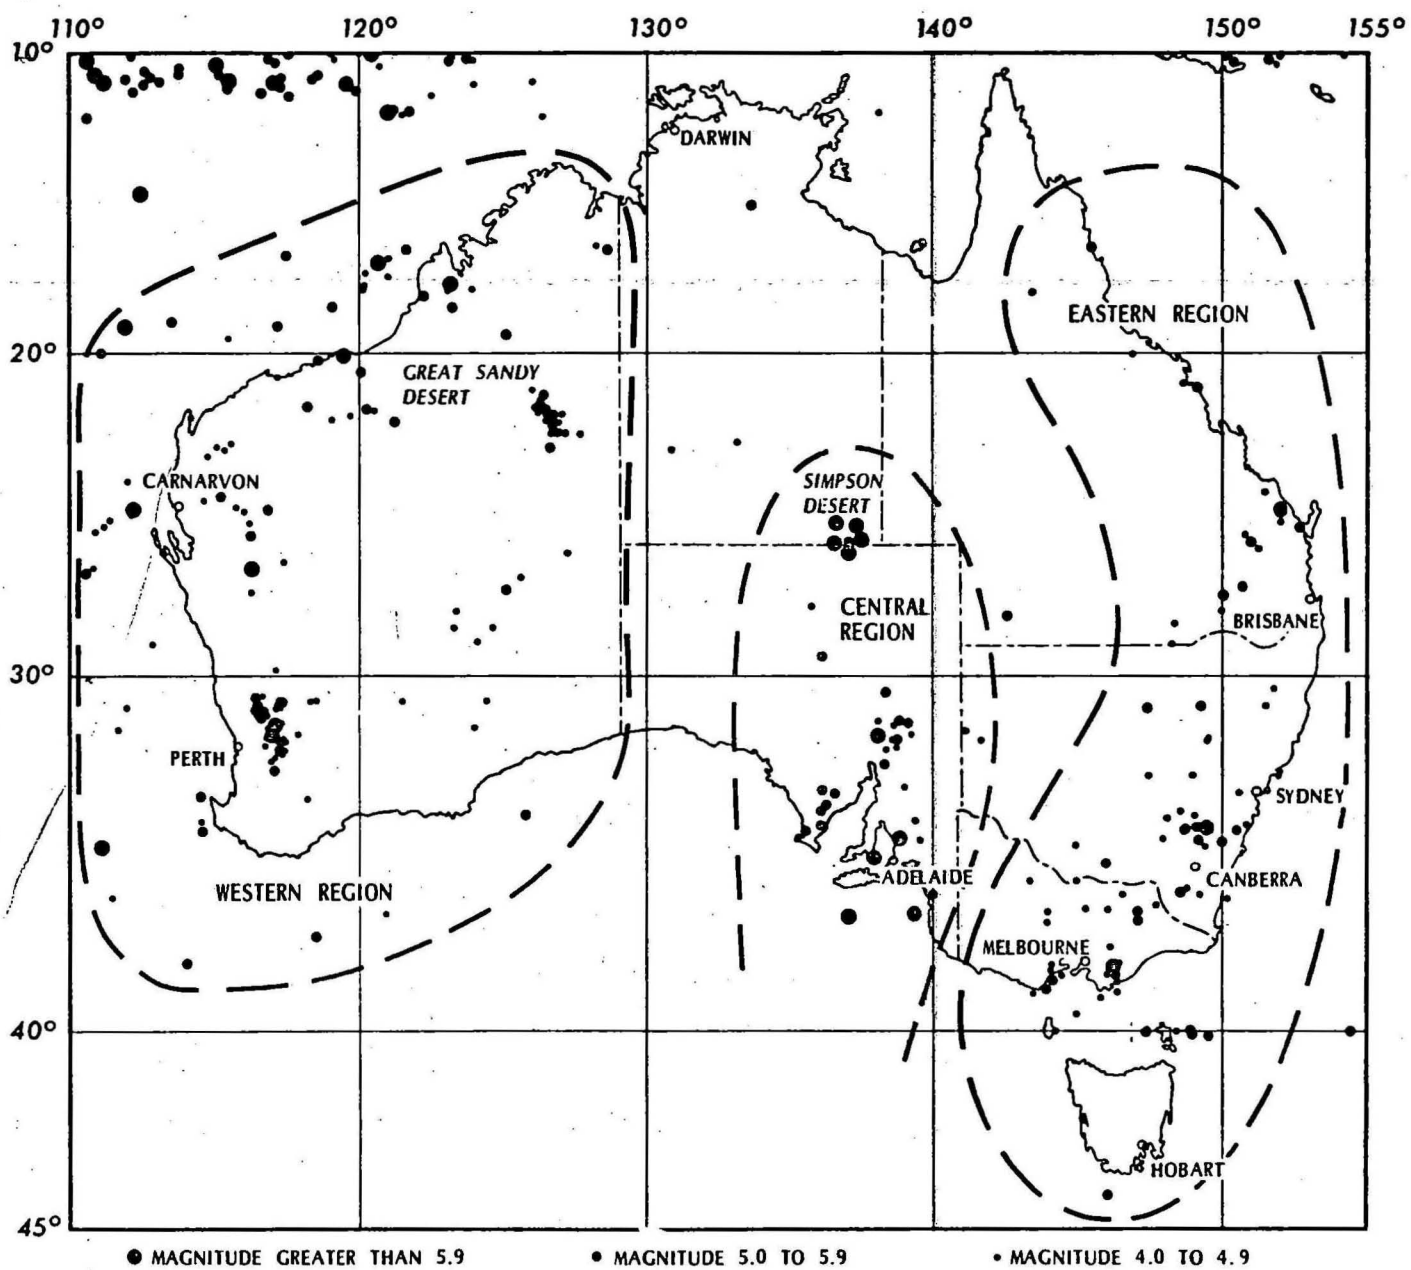 110° 120° 130° 140° 150° 155°
10°
DARWIN
EASTERN REGION
20°
GREAT SANDY
DESERT
CARNARVON
SIMPSON
DESERT
CENTRAL
REGION
BRISBANE
30°
PERTH
SYDNEY
ADELAIDE
CANBERRA
WESTERN REGION
MELBOURNE
40°
HOBART
45°
MAGNITUDE GREATER THAN 5.9 MAGNITUDE 5.0 TO 5.9 MAGNITUDE 4.0 TO 4.9